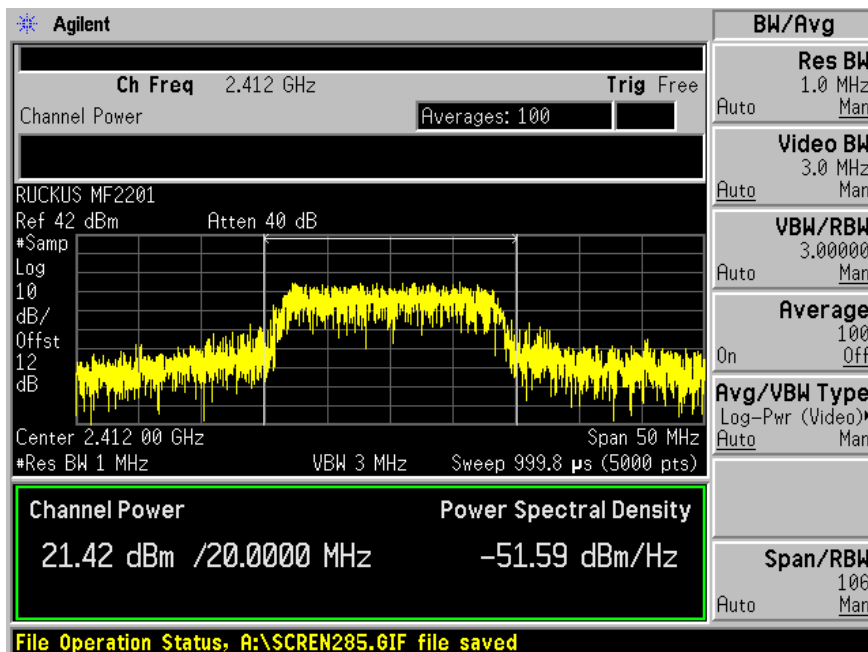 Agilent
BW/Avg
Ch Freq 2.412 GHz Trig Free
Channel Power Averages: 100
RUCKUS MF2201
Ref 42 dBm Atten 40 dB
#Samp
Log
10
dB/
Offst
12
dB
Center 2.412 00 GHz Span 50 MHz
#Res BW 1 MHz VBW 3 MHz Sweep 999.8 µs (5000 pts)
Channel Power Power Spectral Density
21.42 dBm /20.0000 MHz -51.59 dBm/Hz
File Operation Status, A:\SCREN285.GIF file saved
Res BW
1.0 MHz
Auto Man
Video BW
3.0 MHz
Auto Man
VBW/RBW
3.00000
Auto Man
Average
100
On Off
Avg/VBW Type
Log-Pwr (Video)
Auto Man
Span/RBW
106
Auto Man